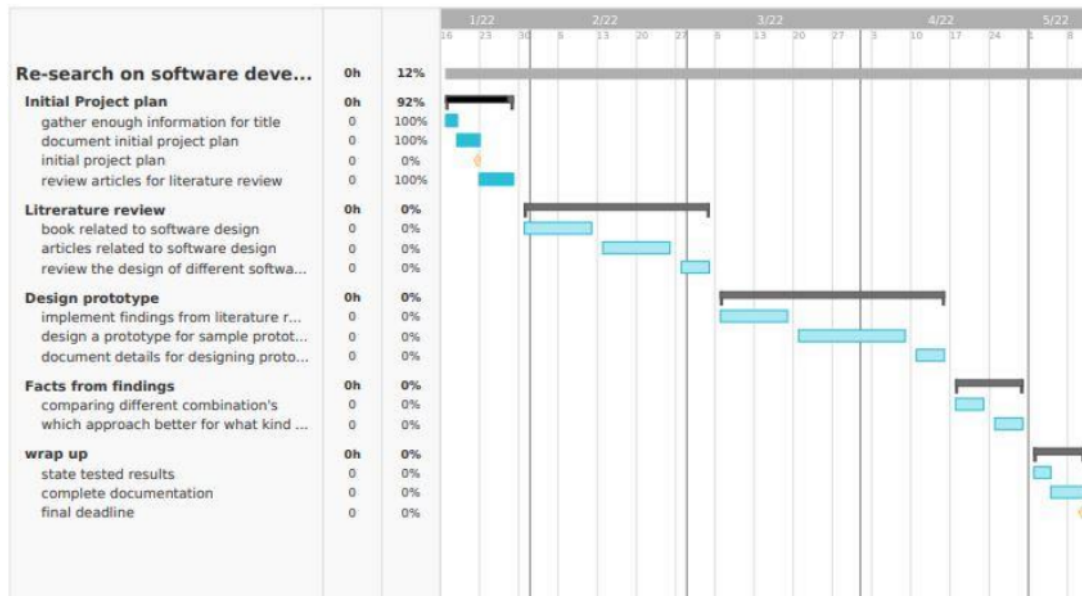 1/22 2/22 3/22 4/22 5/22
16 23 30 6 13 20 27 6 13 20 27 3 10 17 24 1 8
Re-search on software deve... 0h 12%
Initial Project plan 0h 92%
gather enough information for title 0 100%
document initial project plan 0 100%
initial project plan 0 0%
review articles for literature review 0 100%
Litrerature review 0h 0%
book related to software design 0 0%
articles related to software design 0 0%
review the design of different softwa... 0 0%
Design prototype 0h 0%
implement findings from literature r... 0 0%
design a prototype for sample protot... 0 0%
document details for designing proto... 0 0%
Facts from findings 0h 0%
comparing different combination's 0 0%
which approach better for what kind ... 0 0%
wrap up 0h 0%
state tested results 0 0%
complete documentation 0 0%
final deadline 0 0%